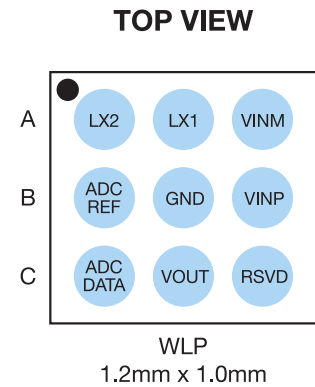 TOP VIEW
A
LX2
LX1
VINM
B
ADC
REF
GND
VINP
C
ADC
DATA
VOUT
RSVD
WLP
1.2mm x 1.0mm